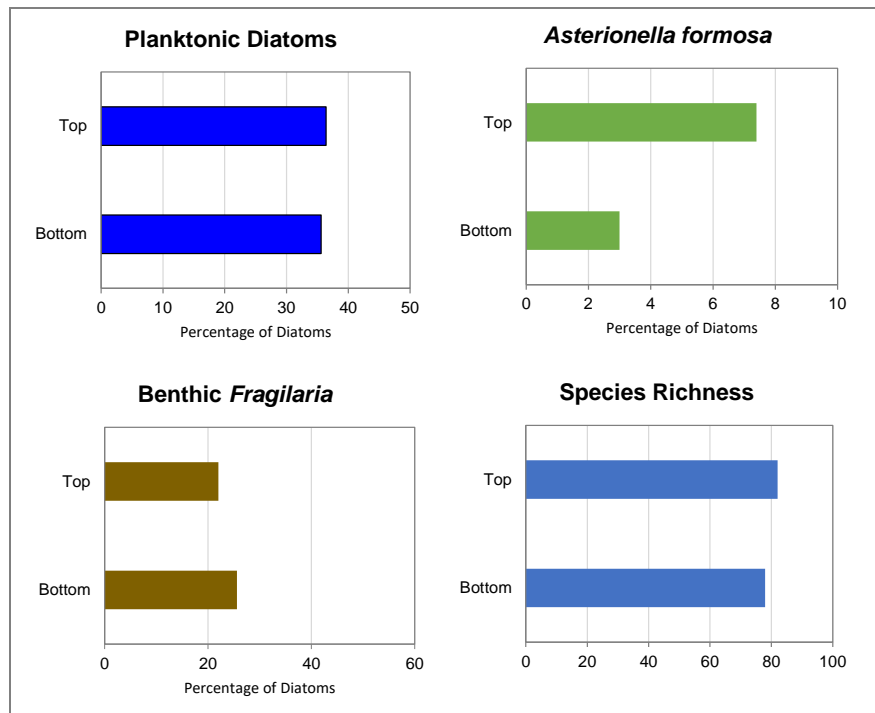 Planktonic Diatoms
Top
Bottom
0 10 20 30 40 50
Percentage of Diatoms
Asterionella formosa
Top
Bottom
0 2 4 6 8 10
Percentage of Diatoms
Benthic Fragilaria
Top
Bottom
0 20 40 60
Percentage of Diatoms
Species Richness
Top
Bottom
0 20 40 60 80 100